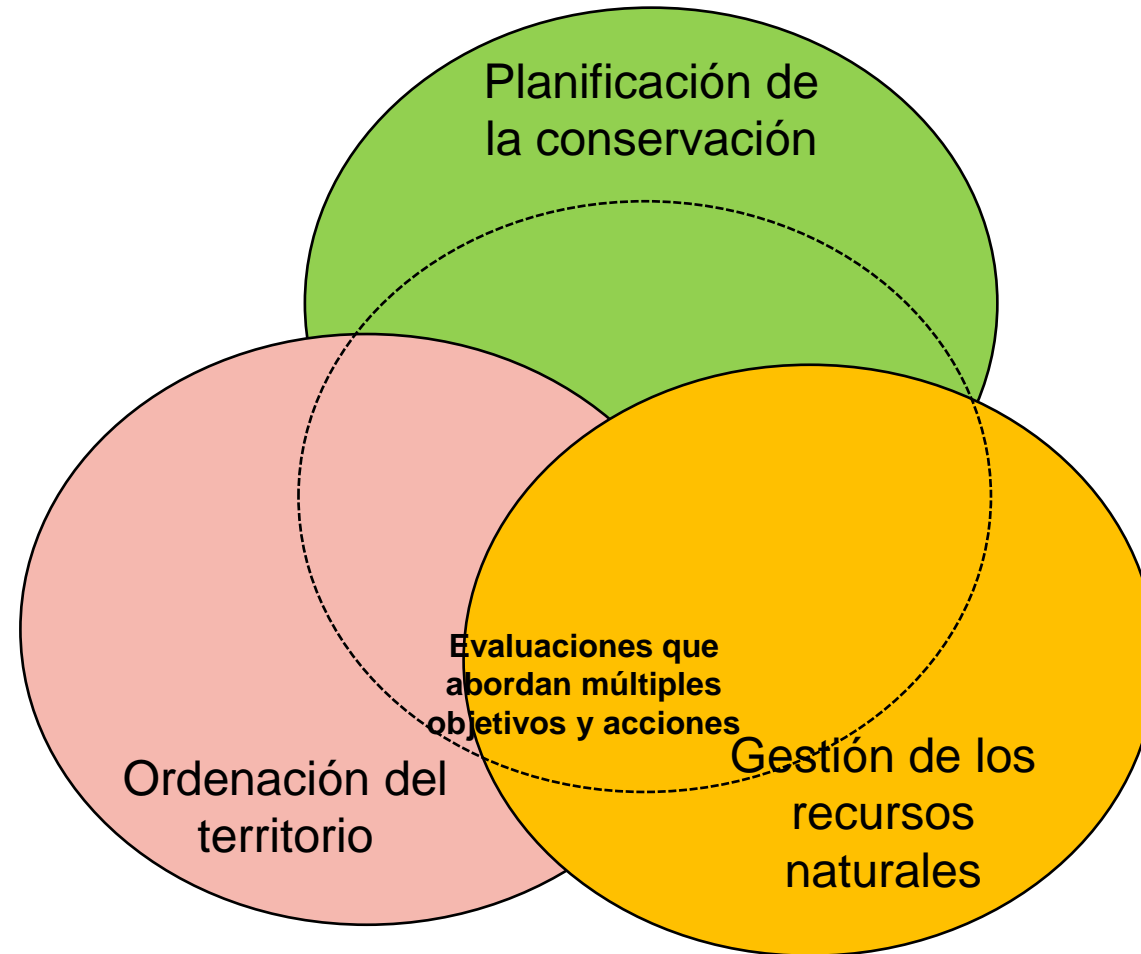 Planificación de
la conservación
Evaluaciones que
abordan múltiples
objetivos y acciones
Ordenación del
territorio
Gestión de los
recursos
naturales